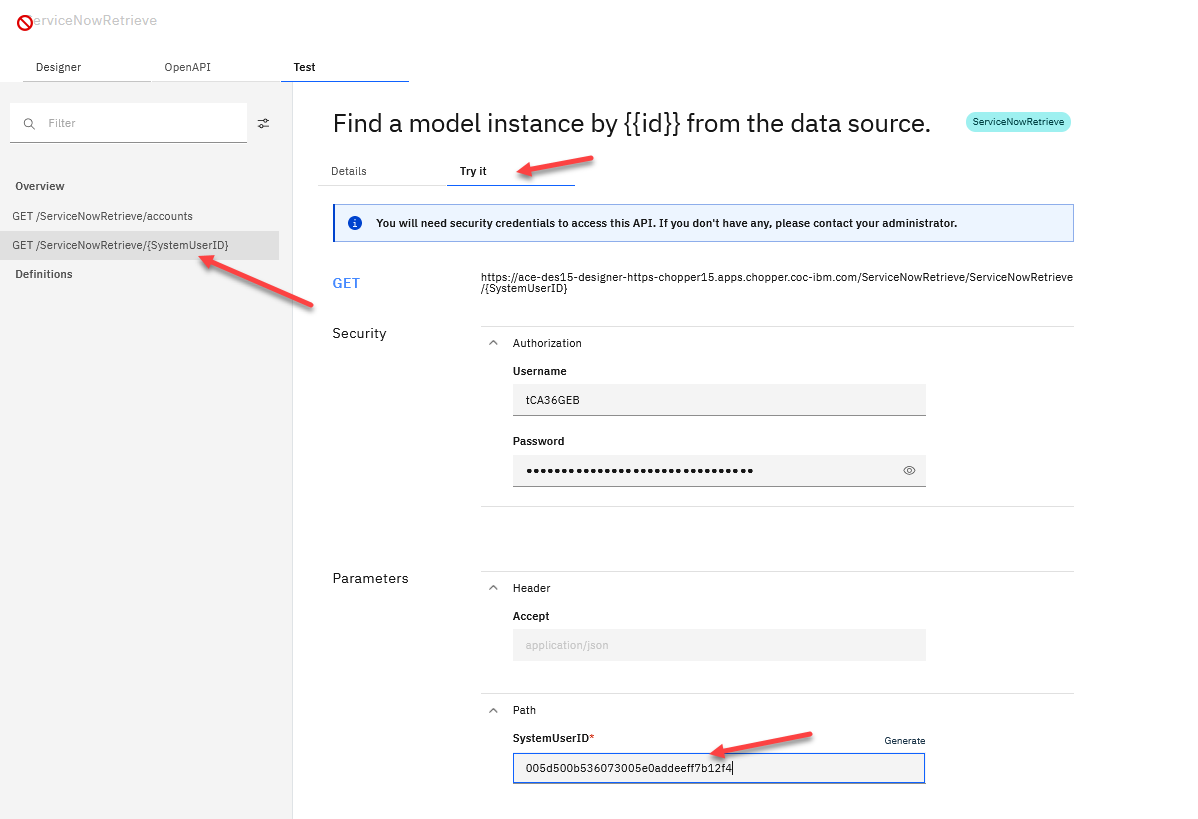 erviceNowRetrieve
Designer
OpenAPI
Test
Filter
Overview
GET /ServiceNowRetrieve/accounts
GET /ServiceNowRetrieve/{SystemUserID}
Definitions
Find a model instance by {{id}} from the data source.
ServiceNowRetrieve
Details
Try it
You will need security credentials to access this API. If you don't have any, please contact your administrator.
GET
https://ace-des15-designer-https-chopper15.apps.chopper.coc-ibm.com/ServiceNowRetrieve/ServiceNowRetrieve
/{SystemUserID}
Security
Authorization
Username
tCA36GEB
Password
••••••••••••••••••••••••••••••••
Parameters
Header
Accept
application/json
Path
SystemUserID*
Generate
005d500b536073005e0addeeff7b12f4